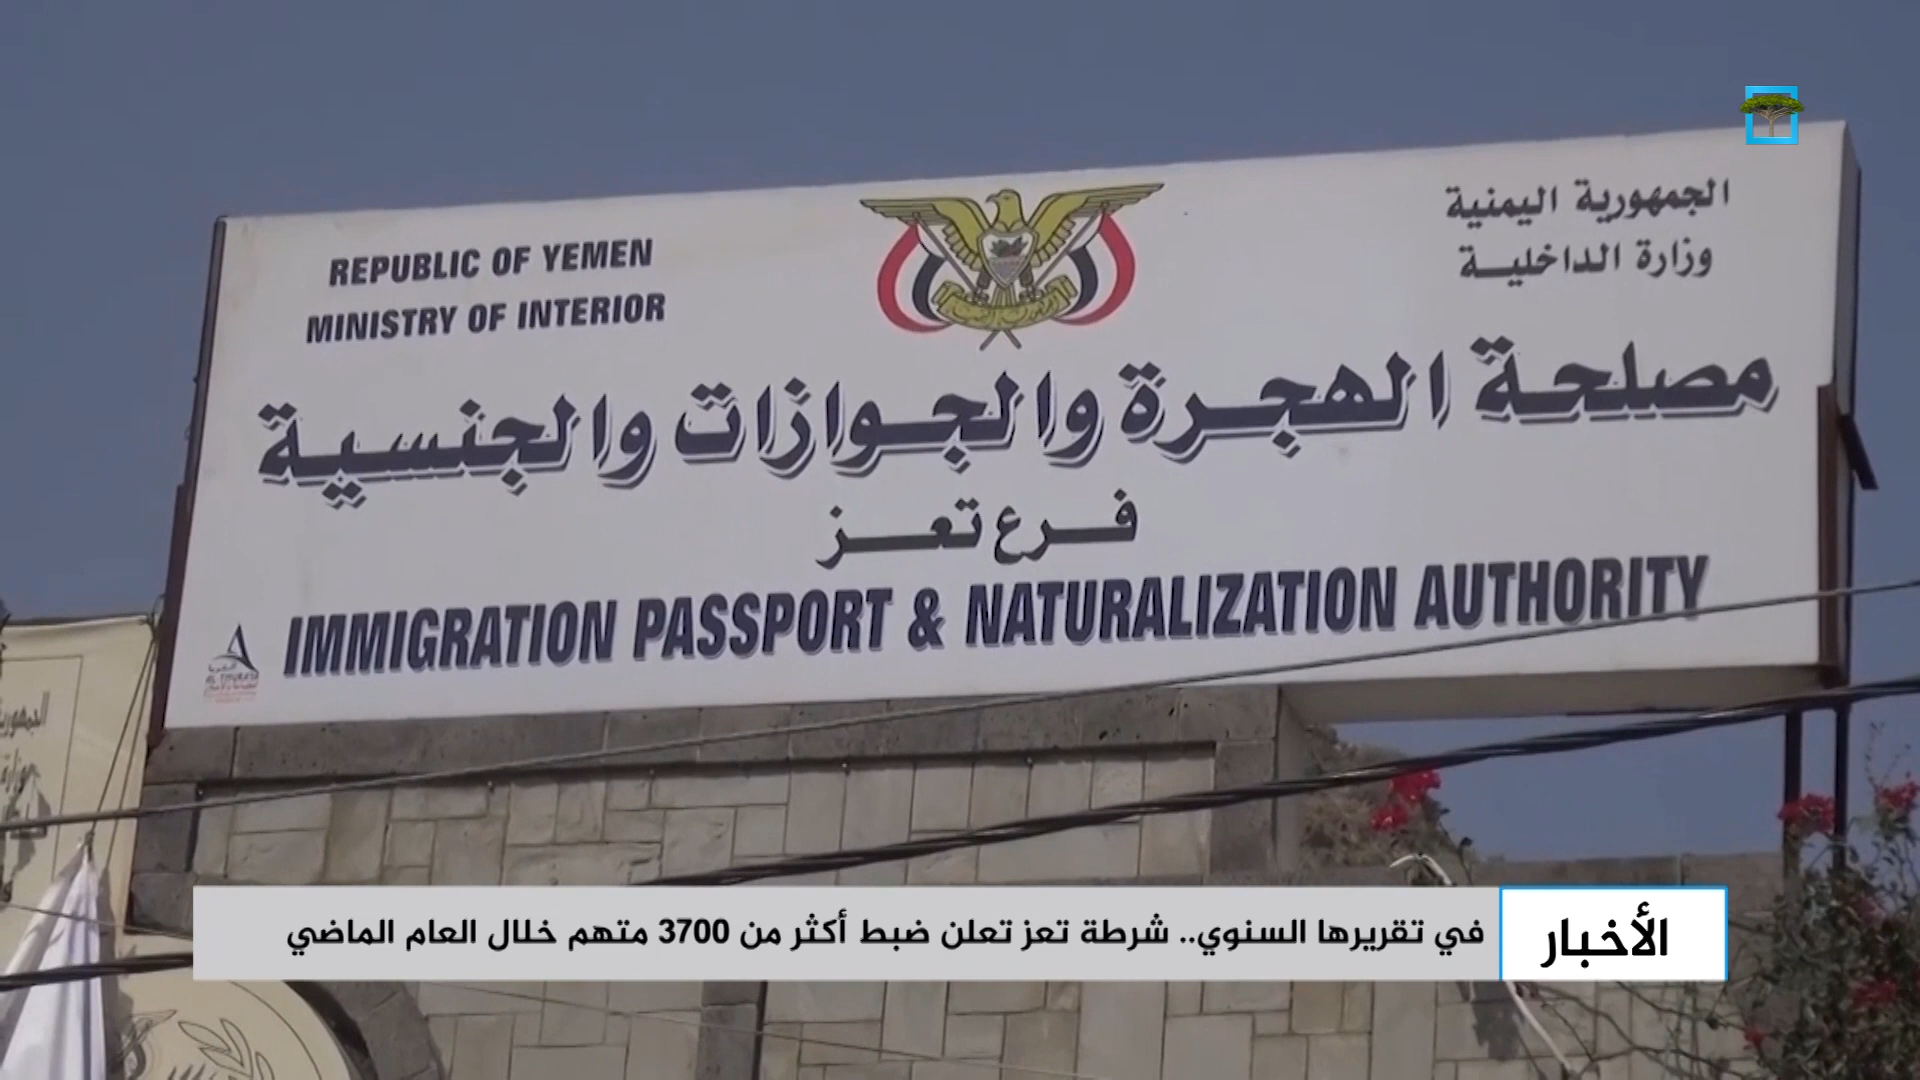 الجمهورية اليمنية
وزارة الداخلية
REPUBLIC OF YEMEN
MINISTRY OF INTERIOR
مصلحة الهجرة والجوازات والجنسية
فرع تعز
IMMIGRATION PASSPORT & NATURALIZATION AUTHORITY
الأخبار
في تقريرها السنوي.. شرطة تعز تعلن ضبط أكثر من 3700 متهم خلال العام الماضي